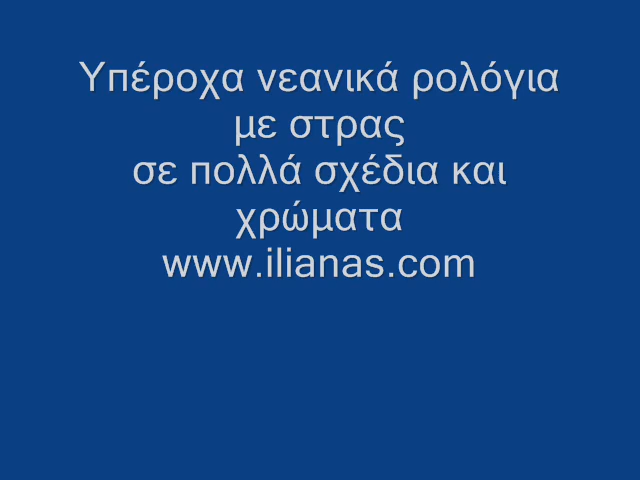 Υπέροχα νεανικά ρολόγια
με στρας
σε πολλά σχέδια και
χρώματα
www.ilianas.com